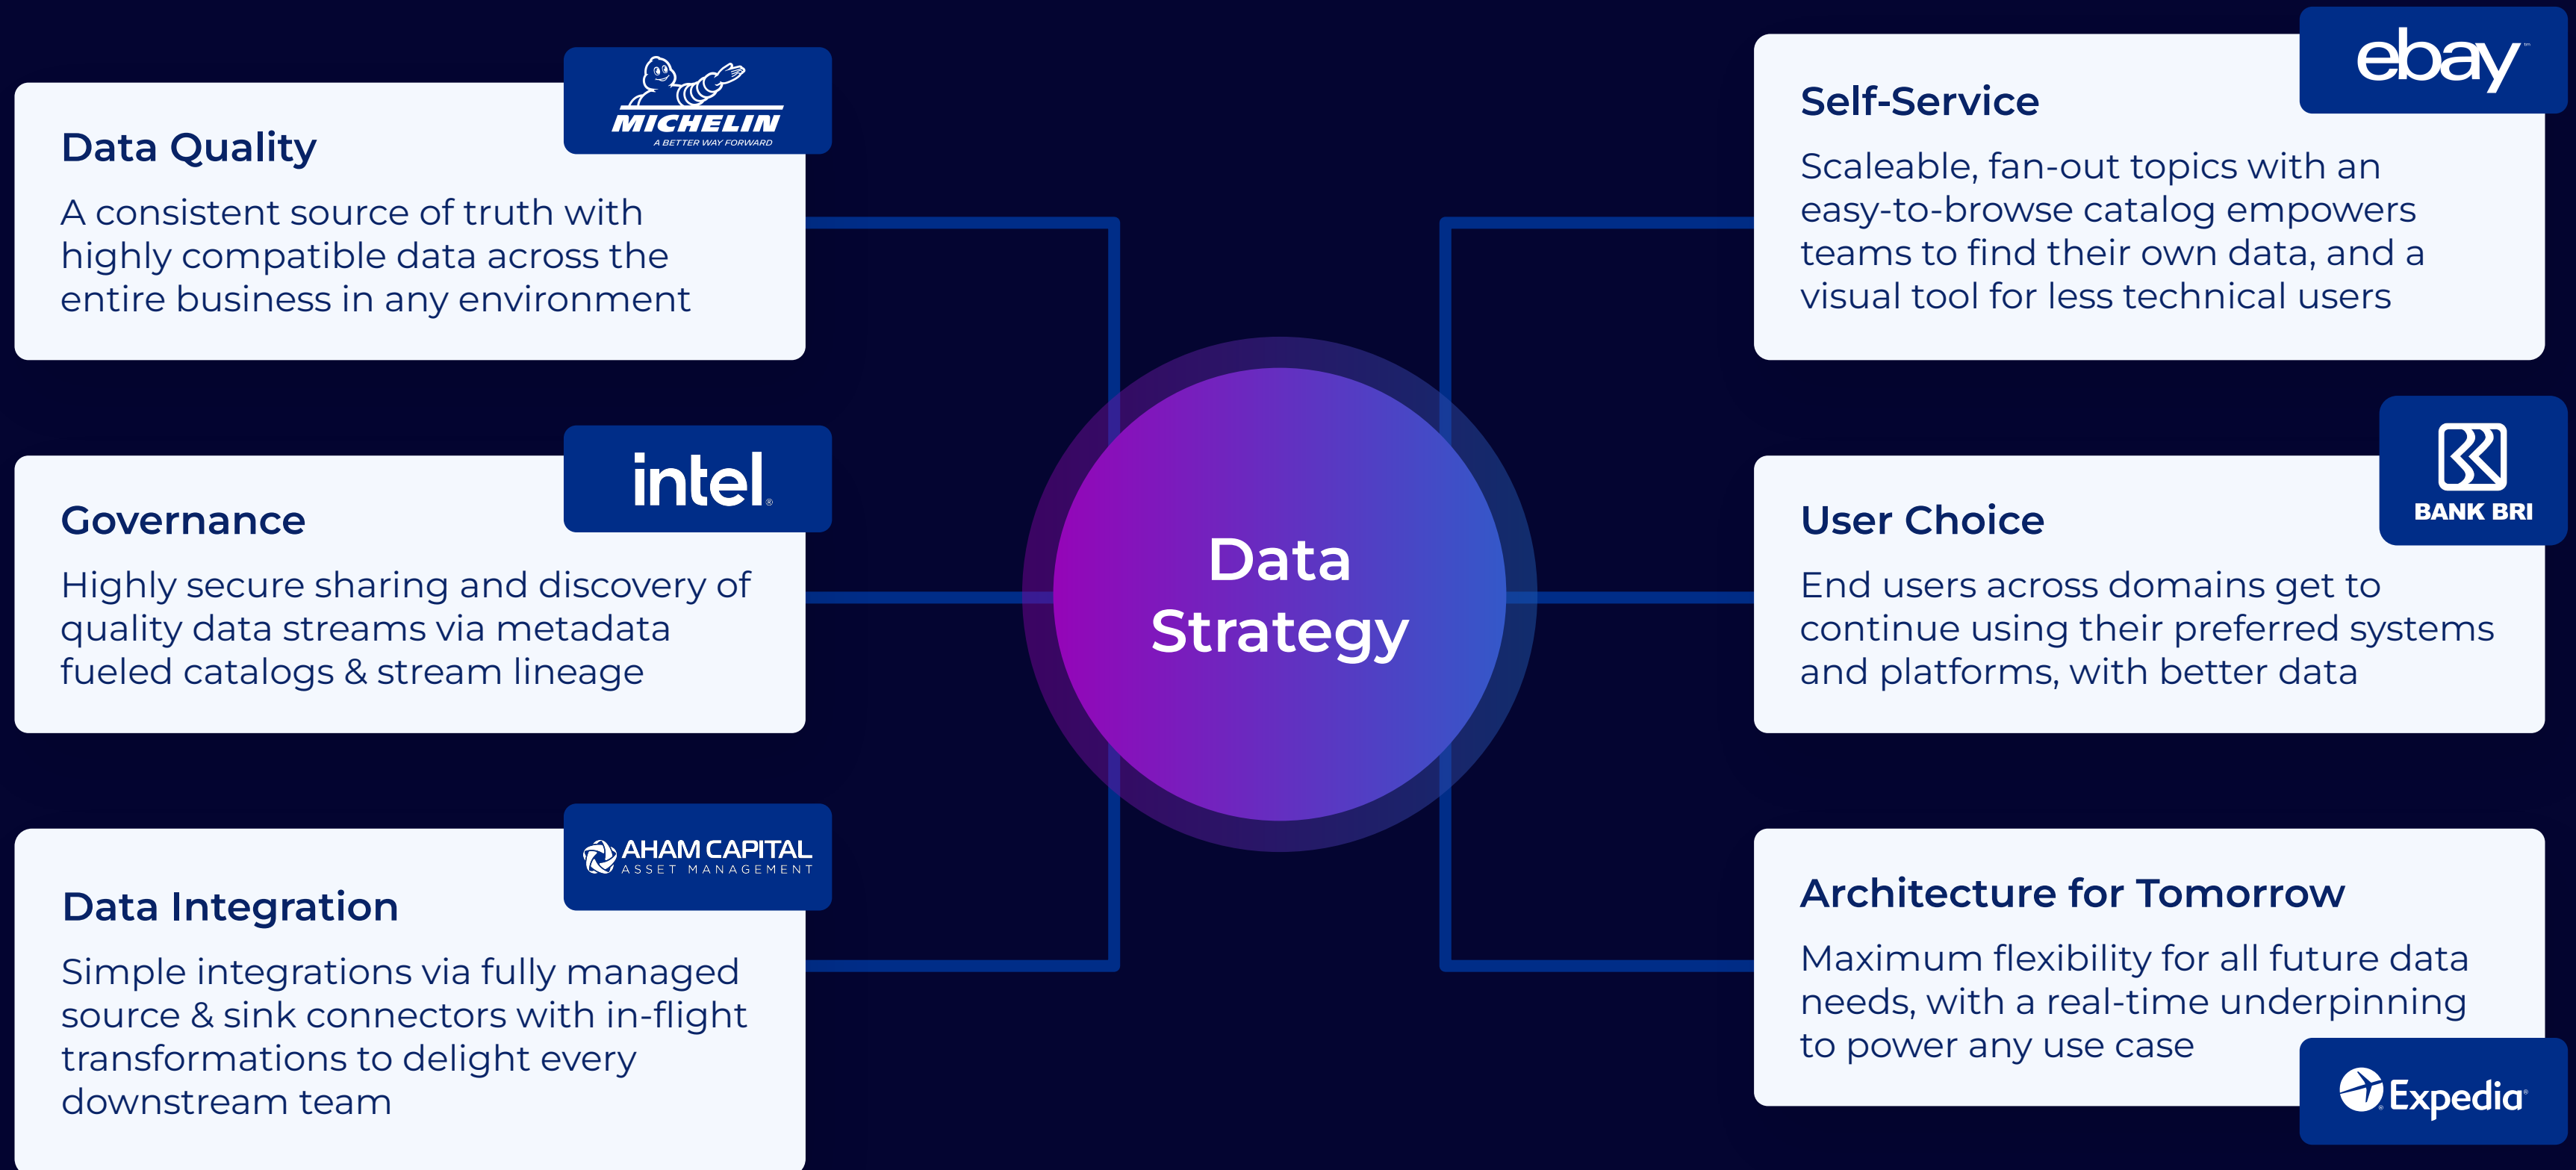 MICHELIN
A BETTER WAY FORWARD
Data Quality
A consistent source of truth with
highly compatible data across the
entire business in any environment
intel®
Governance
Highly secure sharing and discovery of
quality data streams via metadata
fueled catalogs & stream lineage
AHAM CAPITAL
ASSET MANAGEMENT
Data Integration
Simple integrations via fully managed
source & sink connectors with in-flight
transformations to delight every
downstream team
Data
Strategy
ebay™
Self-Service
Scaleable, fan-out topics with an
easy-to-browse catalog empowers
teams to find their own data, and a
visual tool for less technical users
BANK BRI
User Choice
End users across domains get to
continue using their preferred systems
and platforms, with better data
Architecture for Tomorrow
Maximum flexibility for all future data
needs, with a real-time underpinning
to power any use case
Expedia®